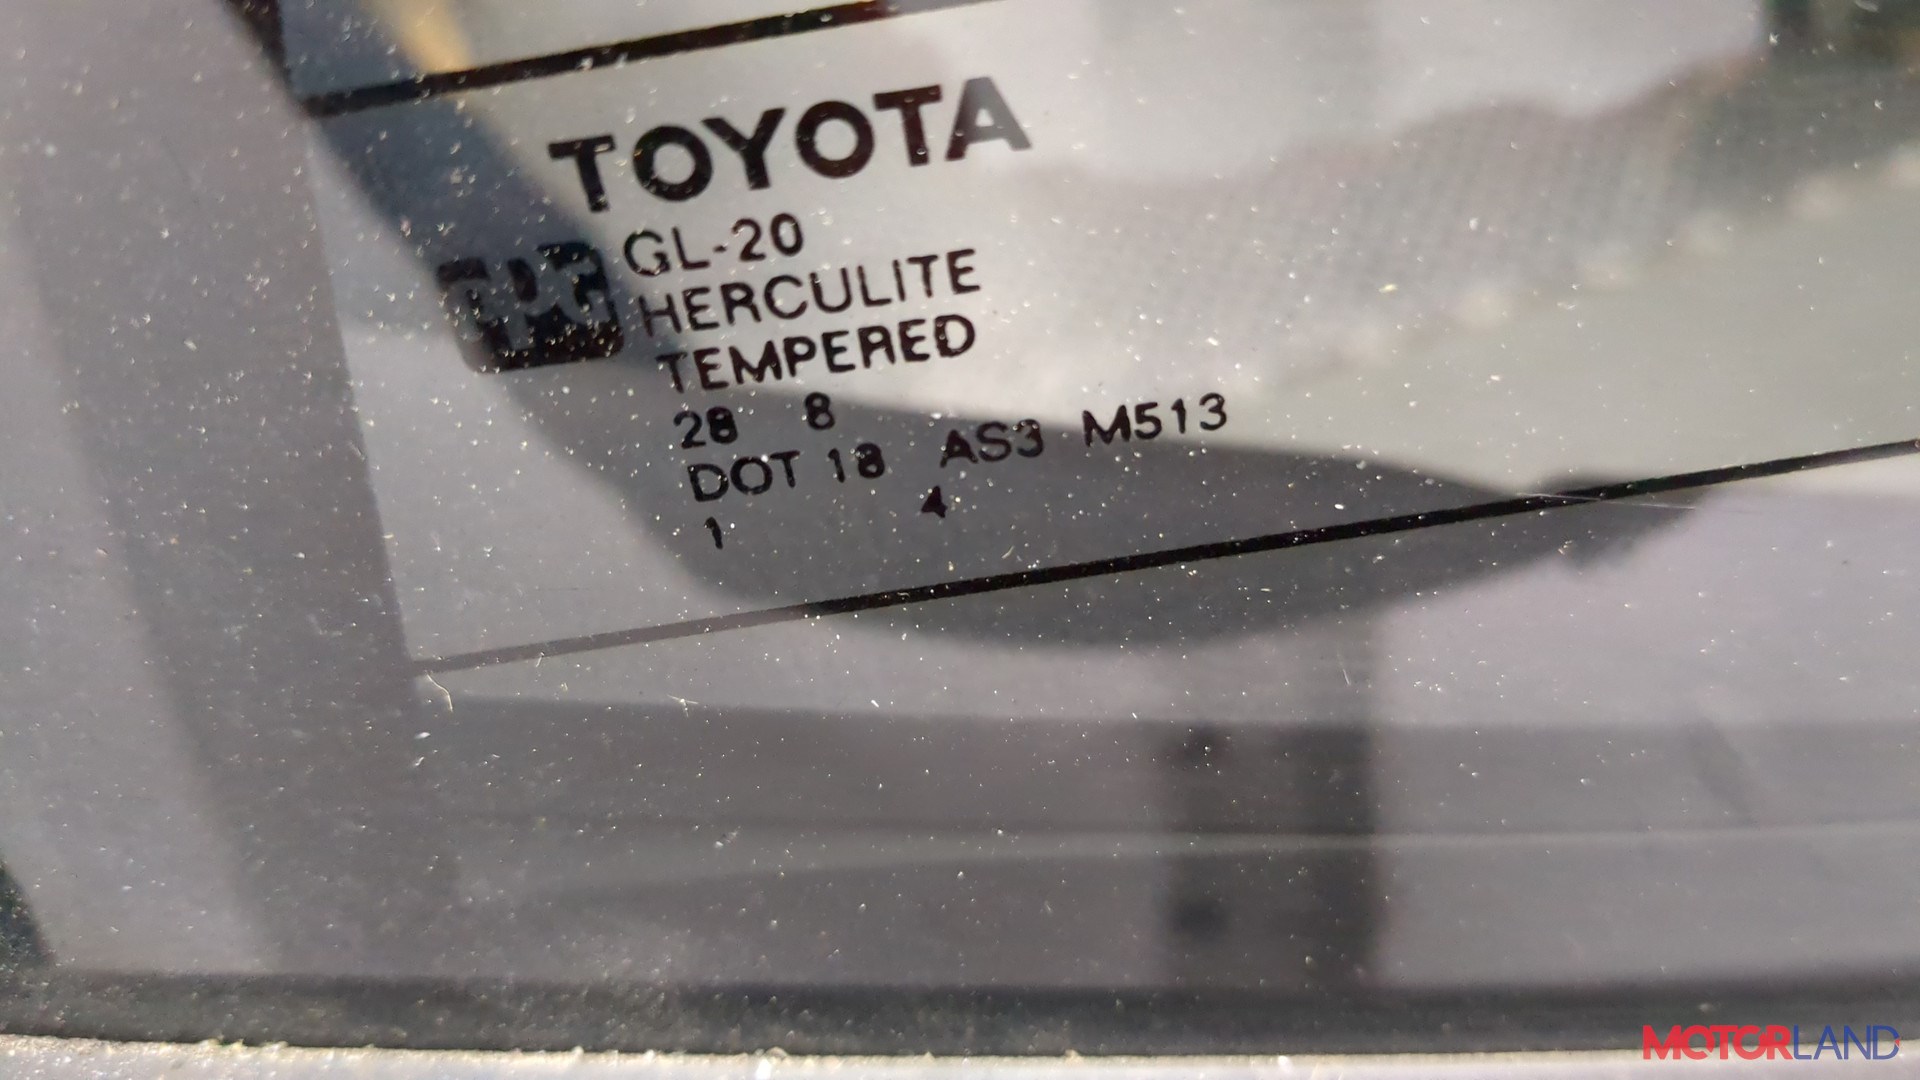 TOYOTA
GL-20
HERCULITE
TEMPERED
28 8
DOT 18 AS3 M513
1 4
MOTORLAND